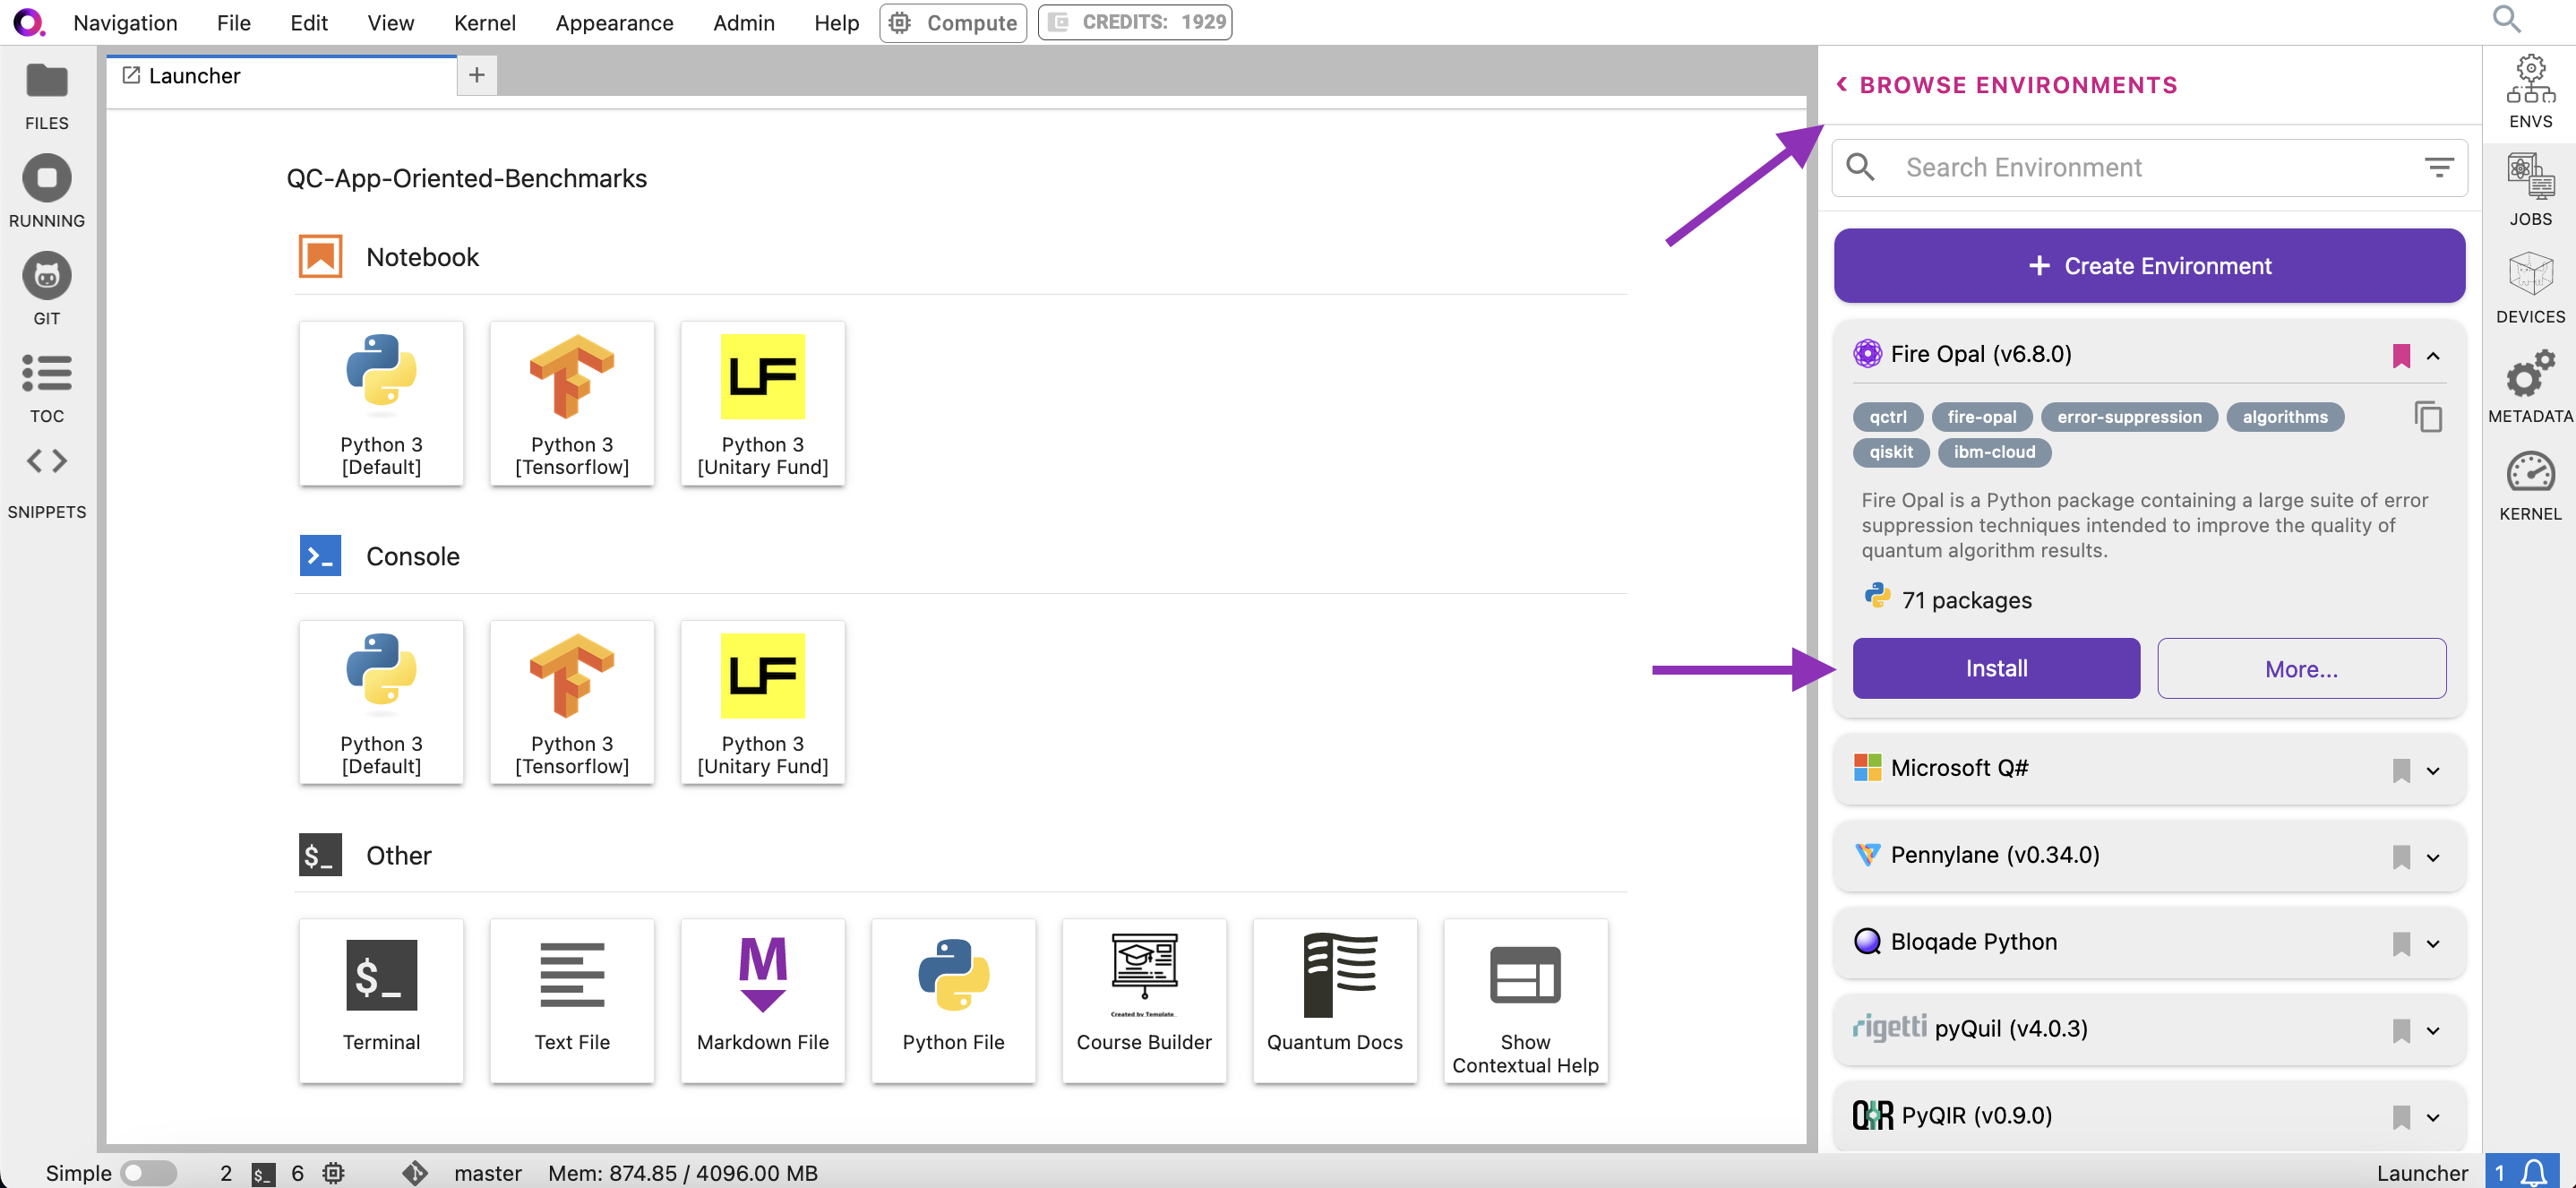 Navigation File Edit View Kernel Appearance Admin Help Compute CREDITS: 1929
FILES
RUNNING
GIT
TOC
SNIPPETS
Launcher
QC-App-Oriented-Benchmarks
Notebook
Python 3
[Default]
Python 3
[Tensorflow]
Python 3
[Unitary Fund]
Console
Python 3
[Default]
Python 3
[Tensorflow]
Python 3
[Unitary Fund]
Other
$_
Terminal
Text File
M
Markdown File
Python File
Created by Template
Course Builder
Quantum Docs
Show
Contextual Help
BROWSE ENVIRONMENTS
Search Environment
+ Create Environment
Fire Opal (v6.8.0)
qctrl fire-opal error-suppression algorithms
qiskit ibm-cloud
Fire Opal is a Python package containing a large suite of error
suppression techniques intended to improve the quality of
quantum algorithm results.
71 packages
Install More...
Microsoft Q#
Pennylane (v0.34.0)
Bloqade Python
rigetti pyQuil (v4.0.3)
QIR PyQIR (v0.9.0)
ENVS
JOBS
DEVICES
METADATA
KERNEL
Simple 2 $_ 6 master Mem: 874.85 / 4096.00 MB Launcher 1